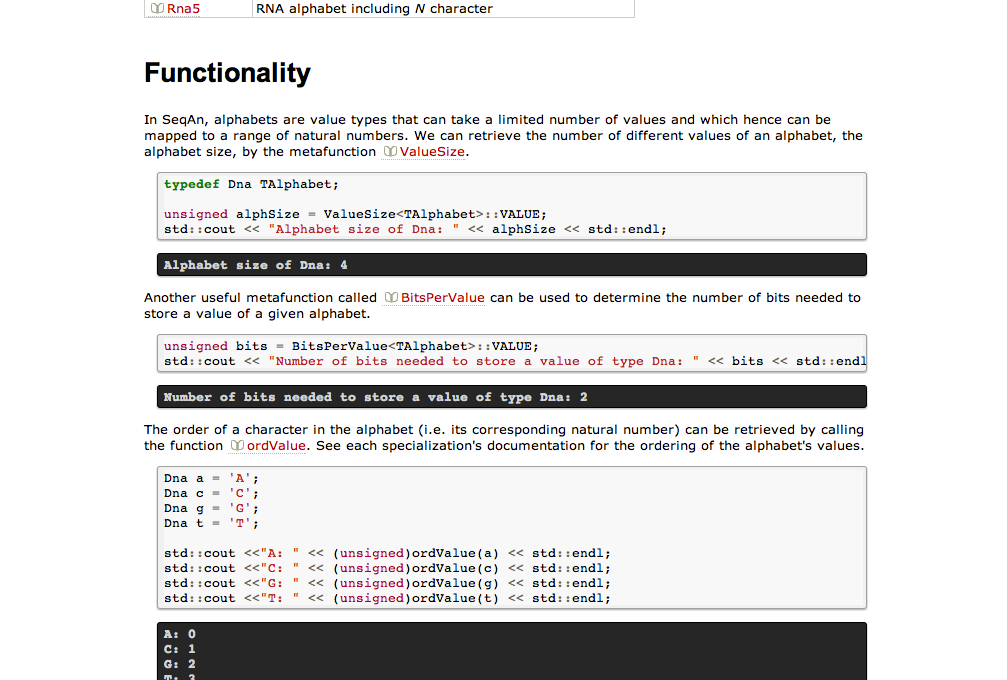 Rna5 RNA alphabet including N character
Functionality
In SeqAn, alphabets are value types that can take a limited number of values and which hence can be
mapped to a range of natural numbers. We can retrieve the number of different values of an alphabet, the
alphabet size, by the metafunction ValueSize.
typedef Dna TAlphabet;
unsigned alphSize = ValueSize<TAlphabet>::VALUE;
std::cout << "Alphabet size of Dna: " << alphSize << std::endl;
Alphabet size of Dna: 4
Another useful metafunction called BitsPerValue can be used to determine the number of bits needed to
store a value of a given alphabet.
unsigned bits = BitsPerValue<TAlphabet>::VALUE;
std::cout << "Number of bits needed to store a value of type Dna: " << bits << std::endl
Number of bits needed to store a value of type Dna: 2
The order of a character in the alphabet (i.e. its corresponding natural number) can be retrieved by calling
the function ordValue. See each specialization's documentation for the ordering of the alphabet's values.
Dna a = 'A';
Dna c = 'C';
Dna g = 'G';
Dna t = 'T';
std::cout <<"A: " << (unsigned)ordValue(a) << std::endl;
std::cout <<"C: " << (unsigned)ordValue(c) << std::endl;
std::cout <<"G: " << (unsigned)ordValue(g) << std::endl;
std::cout <<"T: " << (unsigned)ordValue(t) << std::endl;
A: 0
C: 1
G: 2
T: 3